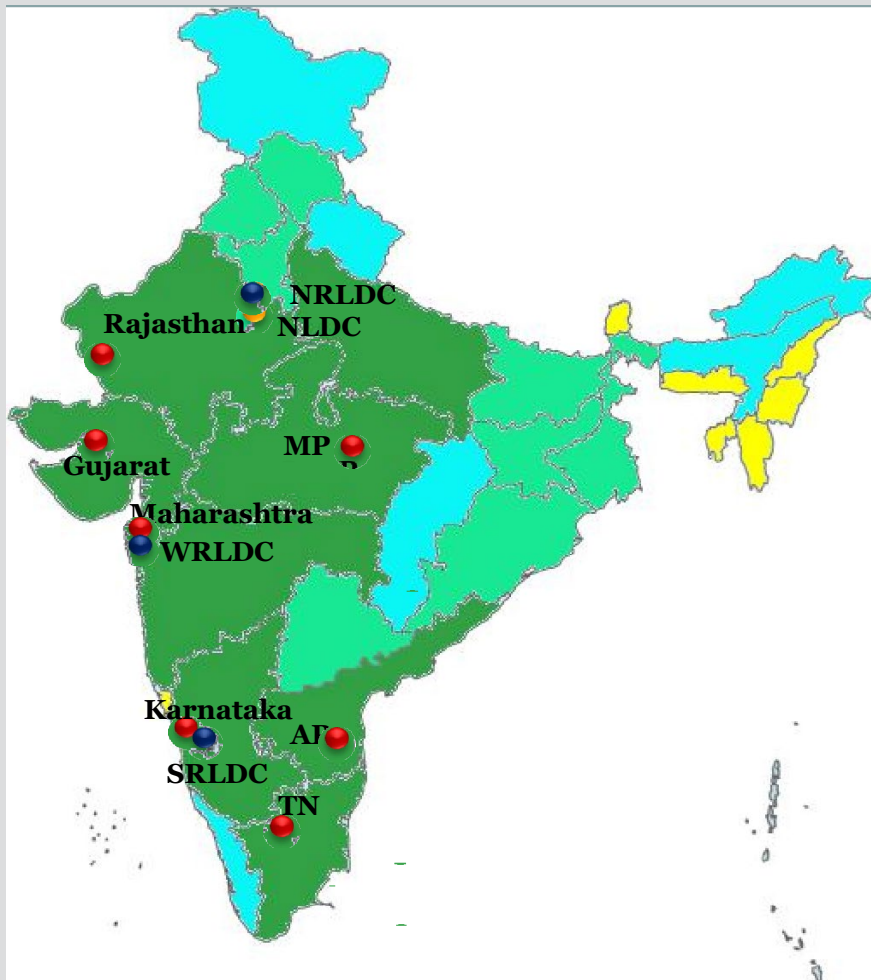 NRLDC
Rajasthan
NLDC
MP
Gujarat
Maharashtra
WRLDC
Karnataka
SRLDC
TN